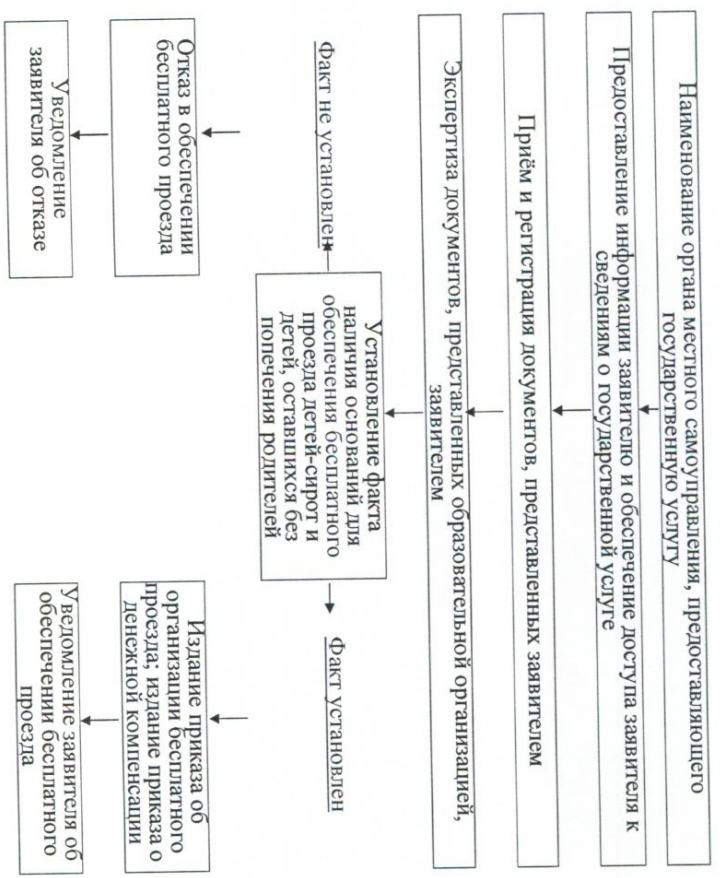 Наименование органа местного самоуправления, предоставляющего
государственную услугу
Предоставление информации заявителю и обеспечение доступа заявителя к
сведениям о государственной услуге
Приём и регистрация документов, представленных заявителем
Экспертиза документов, представленных образовательной организацией,
заявителем
Установление факта
наличия оснований для
обеспечения бесплатного
проезда детей-сирот и
детей, оставшихся без
попечения родителей
Факт не установлен
Отказ в обеспечении
бесплатного проезда
Уведомление
заявителя об отказе
Факт установлен
Издание приказа об
организации бесплатного
проезда; издание приказа о
денежной компенсации
Уведомление заявителя об
обеспечении бесплатного
проезда